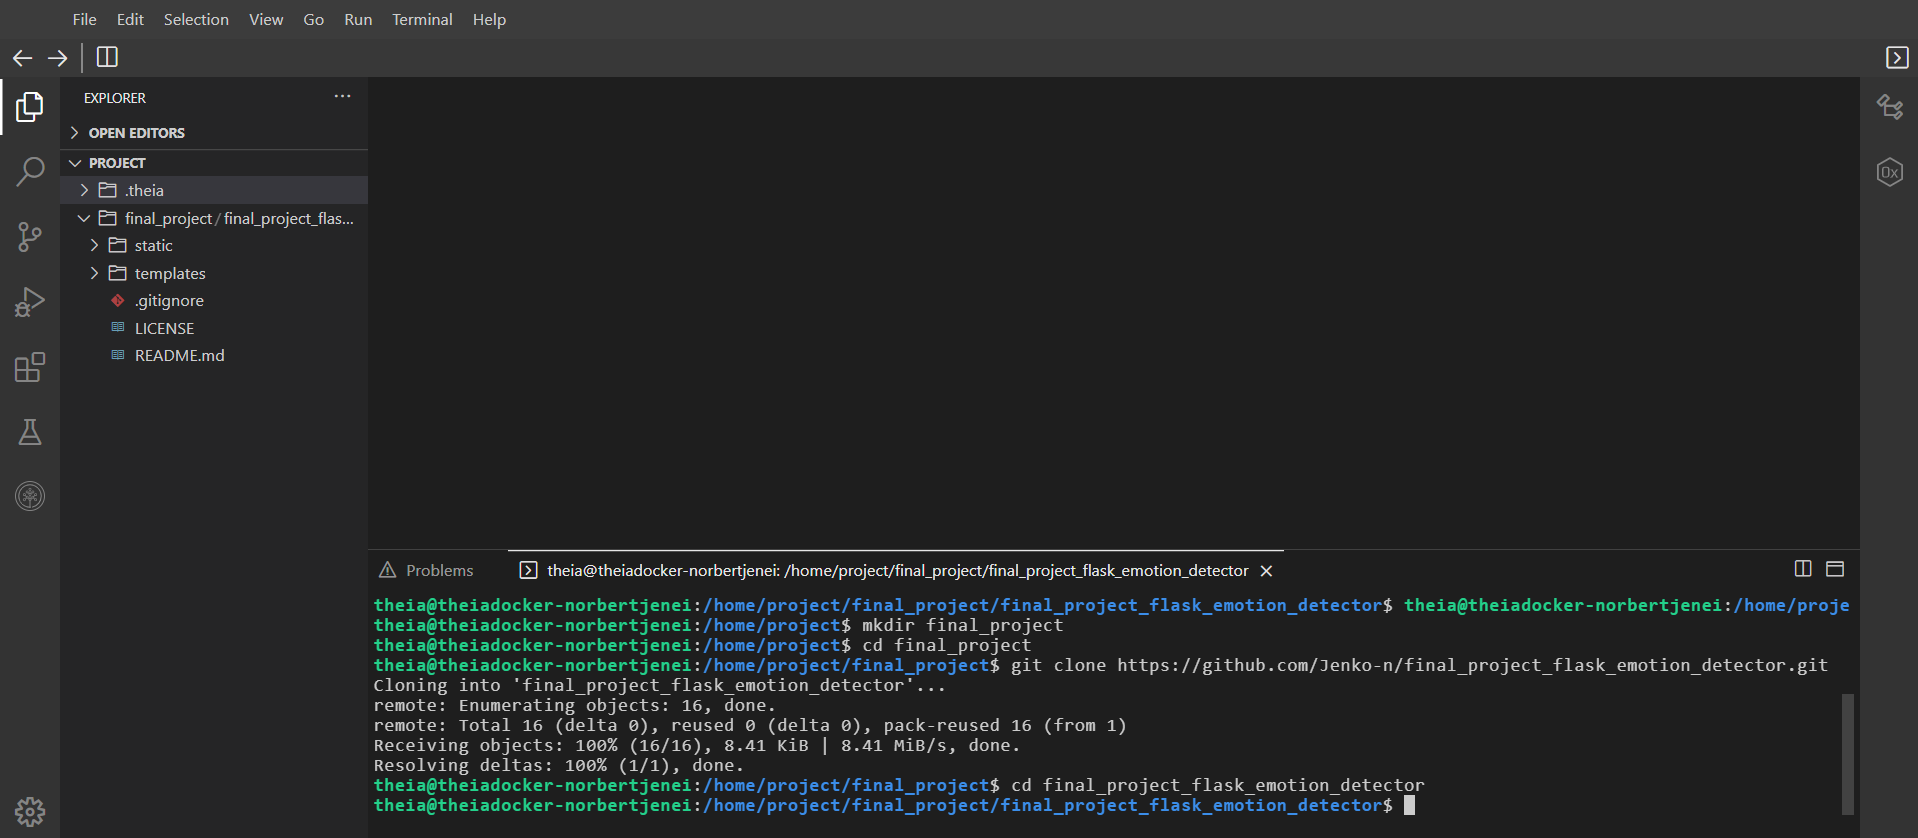 File Edit Selection View Go Run Terminal Help
EXPLORER ...
OPEN EDITORS
PROJECT
.theia
final_project/final_project_flas...
static
templates
.gitignore
LICENSE
README.md
0x
Problems
theia@theiadocker-norbertjenei: /home/project/final_project/final_project_flask_emotion_detector
theia@theiadocker-norbertjenei:/home/project/final_project/final_project_flask_emotion_detector$ theia@theiadocker-norbertjenei:/home/proje
theia@theiadocker-norbertjenei:/home/project$ mkdir final_project
theia@theiadocker-norbertjenei:/home/project$ cd final_project
theia@theiadocker-norbertjenei:/home/project/final_project$ git clone https://github.com/Jenko-n/final_project_flask_emotion_detector.git
Cloning into 'final_project_flask_emotion_detector'...
remote: Enumerating objects: 16, done.
remote: Total 16 (delta 0), reused 0 (delta 0), pack-reused 16 (from 1)
Receiving objects: 100% (16/16), 8.41 KiB | 8.41 MiB/s, done.
Resolving deltas: 100% (1/1), done.
theia@theiadocker-norbertjenei:/home/project/final_project$ cd final_project_flask_emotion_detector
theia@theiadocker-norbertjenei:/home/project/final_project/final_project_flask_emotion_detector$